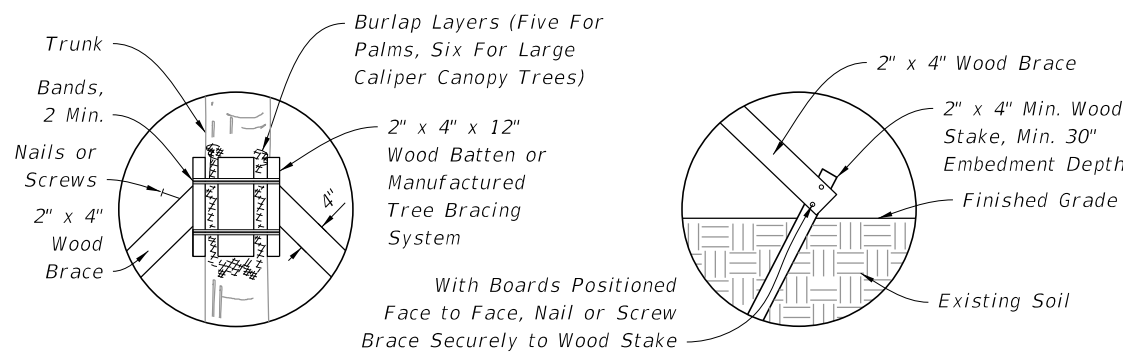 Trunk
Bands,
2 Min.
Nails or
Screws
2" x 4"
Wood
Brace
Burlap Layers (Five For
Palms, Six For Large
Caliper Canopy Trees)
2" x 4" x 12"
Wood Batten or
Manufactured
Tree Bracing
System
4"
2" x 4" Wood Brace
2" x 4" Min. Wood
Stake, Min. 30"
Embedment Depth
Finished Grade
With Boards Positioned
Face to Face, Nail or Screw
Brace Securely to Wood Stake
Existing Soil